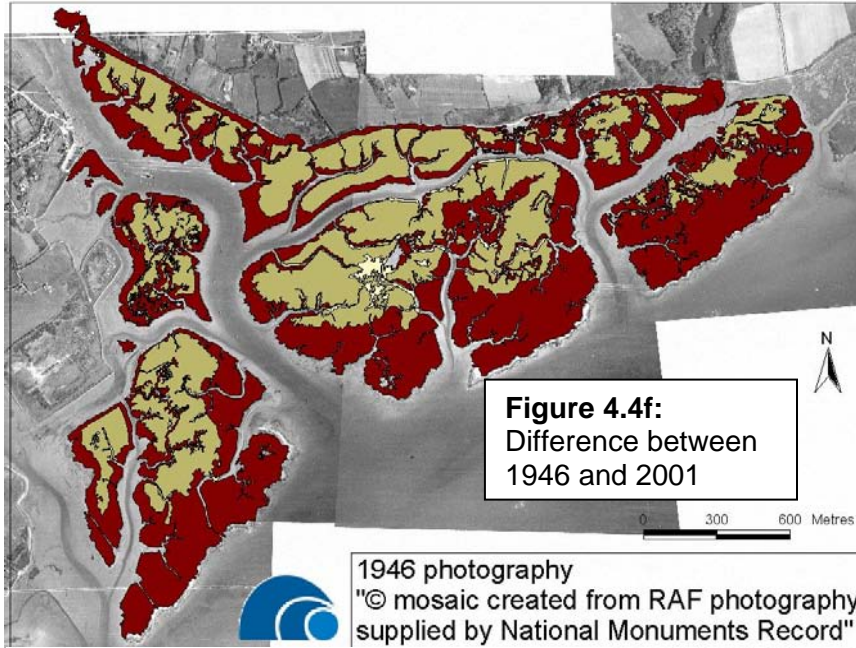 N
Figure 4.4f:
Difference between
1946 and 2001
0 300 600 Metres
1946 photography
"© mosaic created from RAF photography
supplied by National Monuments Record"